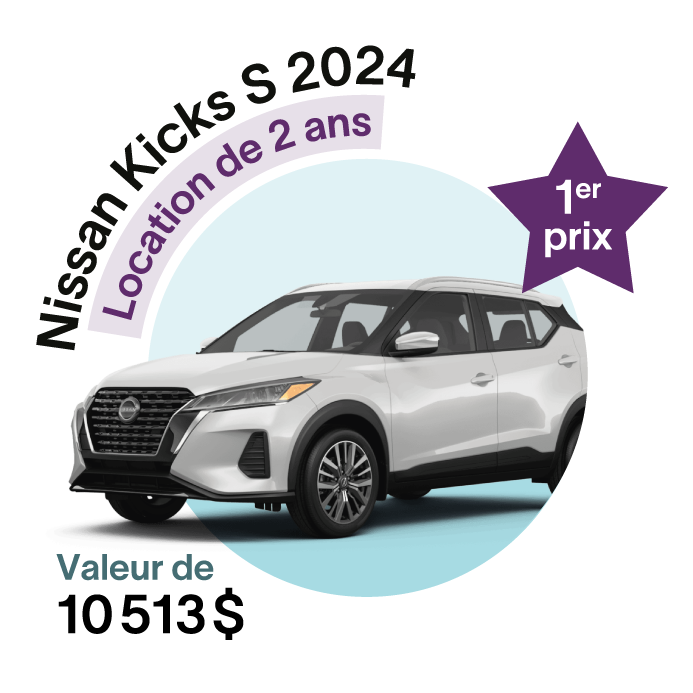 Nissan Kicks S 2024
Location de 2 ans
1er
prix
Valeur de
10 513 $